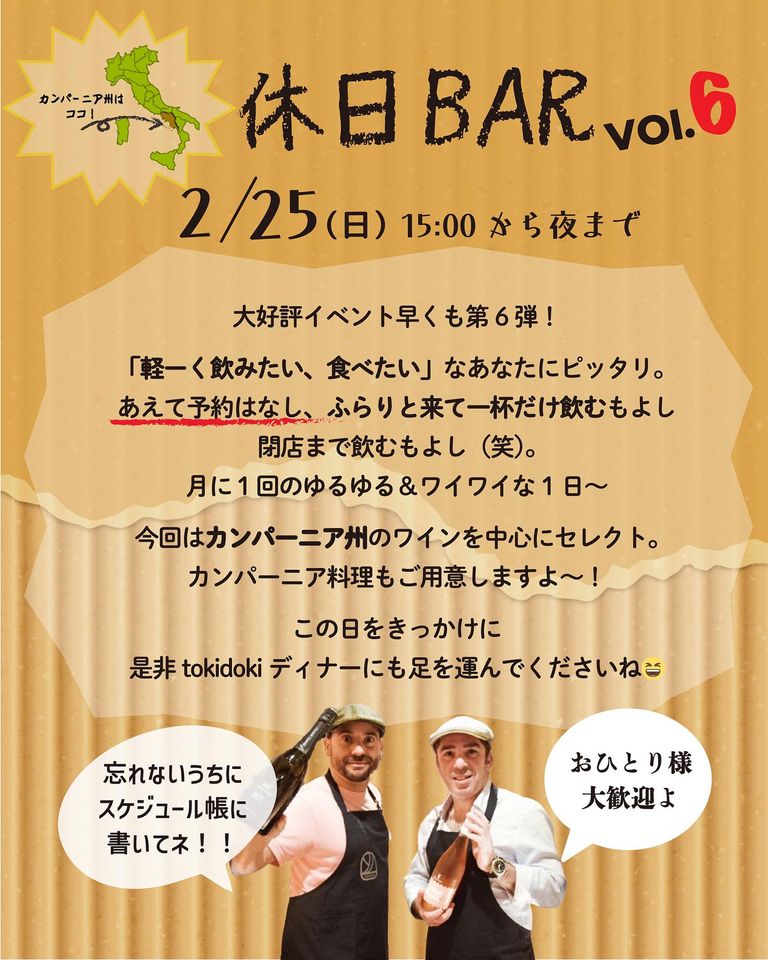 カンパーニア州は
ココ！
休日BAR vol.6
2/25(日) 15:00 から夜まで
大好評イベント早くも第6弾！
「軽一く飲みたい、食べたい」なあなたにピッタリ。
あえて予約はなし、ふらりと来て一杯だけ飲むもよし
閉店まで飲むもよし（笑）。
月に1回のゆるゆる＆ワイワイな1日〜
今回はカンパーニア州のワインを中心にセレクト。
カンパーニア料理もご用意しますよ〜！
この日をきっかけに
是非 tokidoki ディナーにも足を運んでくださいね😆
忘れないうちに
スケジュール帳に
書いてネ！！
おひとり様
大歓迎よ